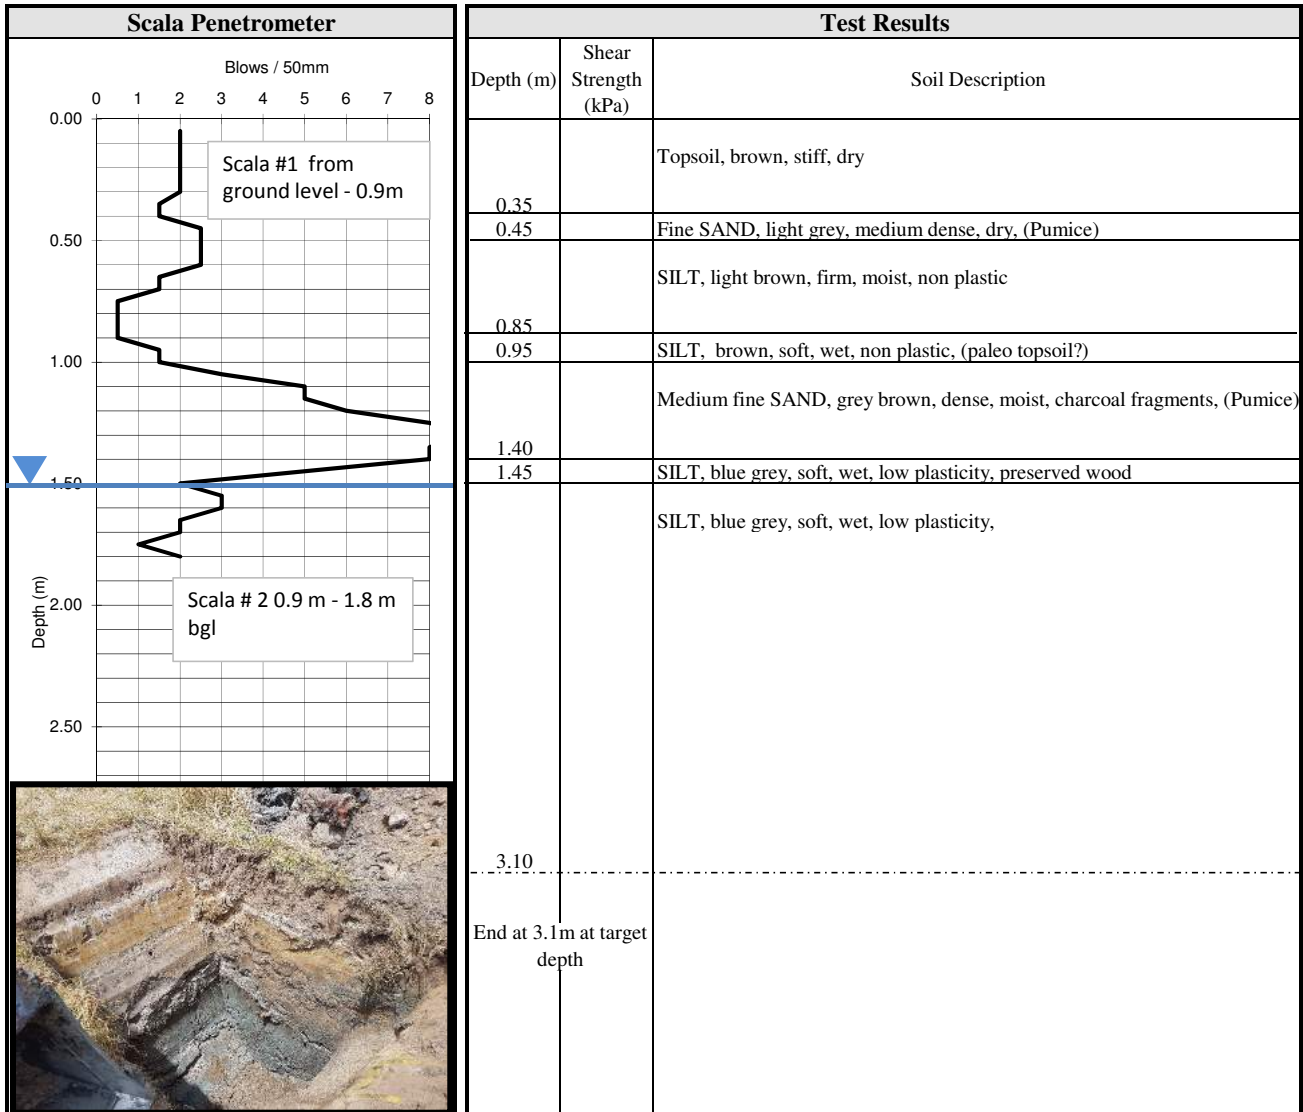 Scala Penetrometer
Blows / 50mm
0 1 2 3 4 5 6 7 8
0.00
0.50
1.00
1.50
2.00
2.50
Depth (m)
Scala #1 from
ground level - 0.9m
Scala # 2 0.9 m - 1.8 m
bgl
Test Results
Depth (m)
Shear
Strength
(kPa)
Soil Description
Topsoil, brown, stiff, dry
0.35
0.45 Fine SAND, light grey, medium dense, dry, (Pumice)
SILT, light brown, firm, moist, non plastic
0.85
0.95 SILT, brown, soft, wet, non plastic, (paleo topsoil?)
Medium fine SAND, grey brown, dense, moist, charcoal fragments, (Pumice)
1.40
1.45 SILT, blue grey, soft, wet, low plasticity, preserved wood
SILT, blue grey, soft, wet, low plasticity,
3.10
End at 3.1m at target
depth